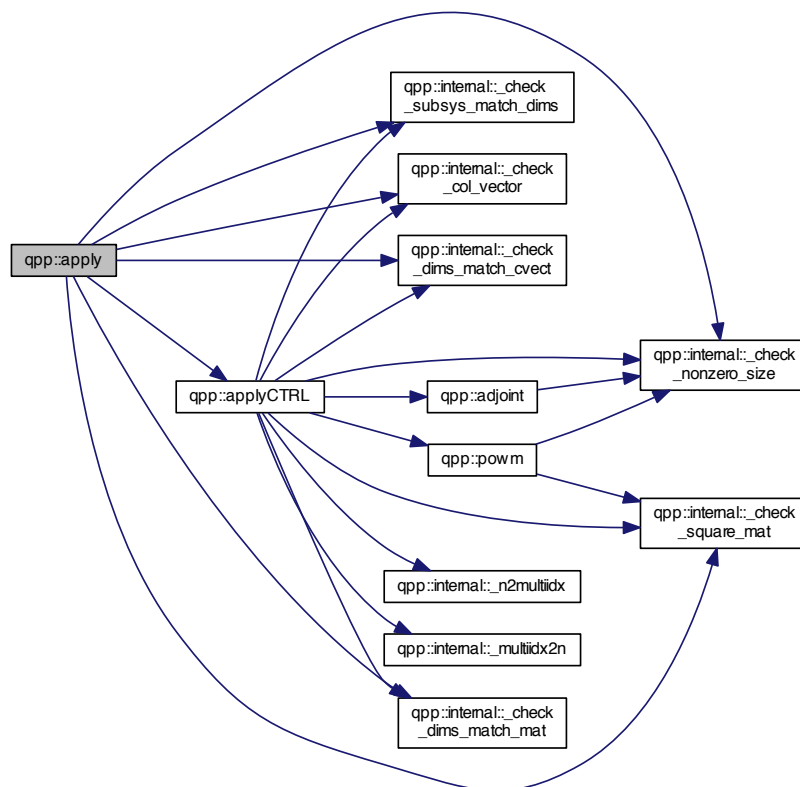 qpp::internal::_check
_subsys_match_dims
qpp::internal::_check
_col_vector
qpp::apply
qpp::internal::_check
_dims_match_cvect
qpp::internal::_check
_nonzero_size
qpp::applyCTRL
qpp::adjoint
qpp::powm
qpp::internal::_check
_square_mat
qpp::internal::_n2multiidx
qpp::internal::_multiidx2n
qpp::internal::_check
_dims_match_mat